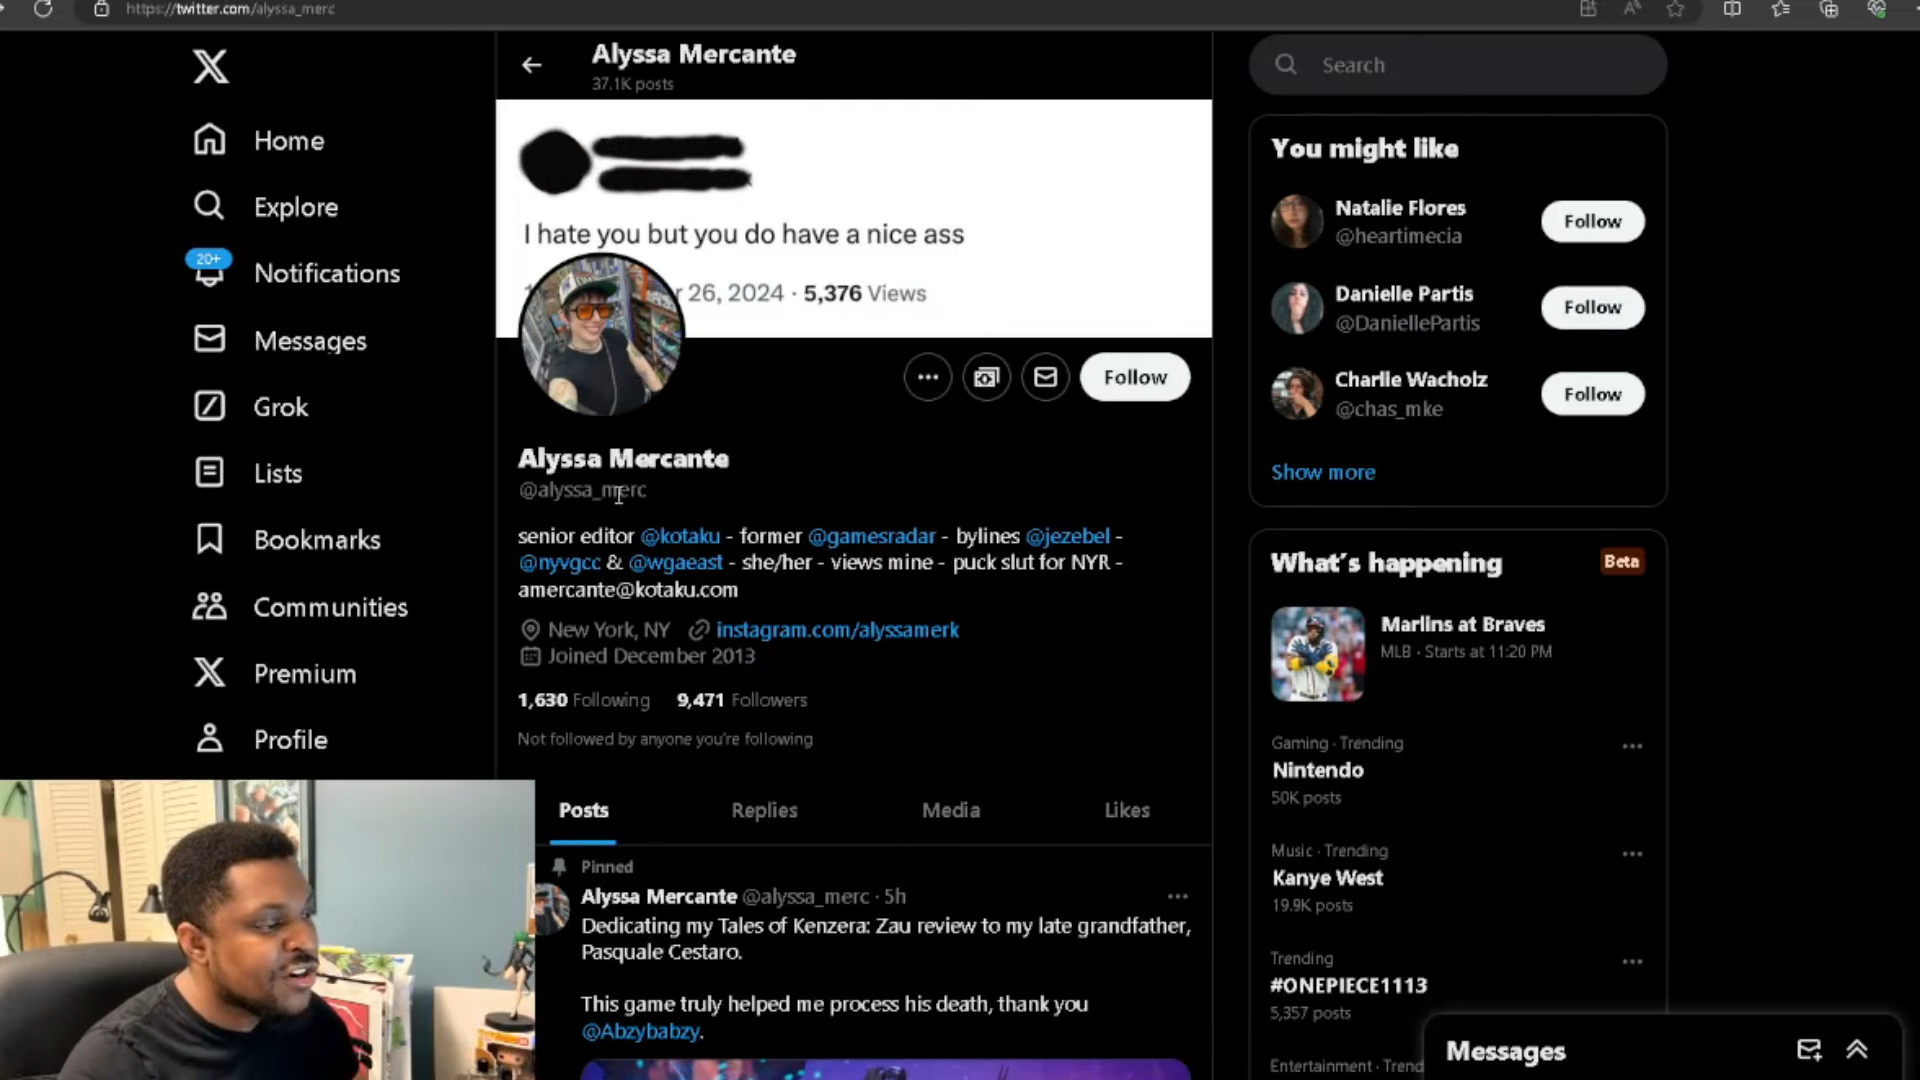 https://twitter.com/alyssa_merc
Home
Explore
20+
Notifications
Messages
Grok
Lists
Bookmarks
Communities
Premium
Profile
Alyssa Mercante
37.1K posts
I hate you but you do have a nice ass
26, 2024 · 5,376 Views
Follow
Alyssa Mercante
@alyssa_merc
senior editor @kotaku - former @gamesradar - bylines @jezebel -
@nyvgcc & @wgaeast - she/her - views mine - puck slut for NYR -
amercante@kotaku.com
New York, NY instagram.com/alyssamerk
Joined December 2013
1,630 Following 9,471 Followers
Not followed by anyone you're following
Posts Replies Media Likes
Pinned
Alyssa Mercante @alyssa_merc · 5h
Dedicating my Tales of Kenzera: Zau review to my late grandfather,
Pasquale Cestaro.
This game truly helped me process his death, thank you
@Abzybabzy.
Search
You might like
Natalie Flores
@heartimecia
Follow
Danielle Partis
@DaniellePartis
Follow
Charlie Wacholz
@chas_mke
Follow
Show more
What's happening
Beta
Marlins at Braves
MLB · Starts at 11:20 PM
Gaming · Trending
Nintendo
50K posts
Music · Trending
Kanye West
19.9K posts
Trending
#ONEPIECE1113
5,357 posts
Entertainment · Trend
Messages